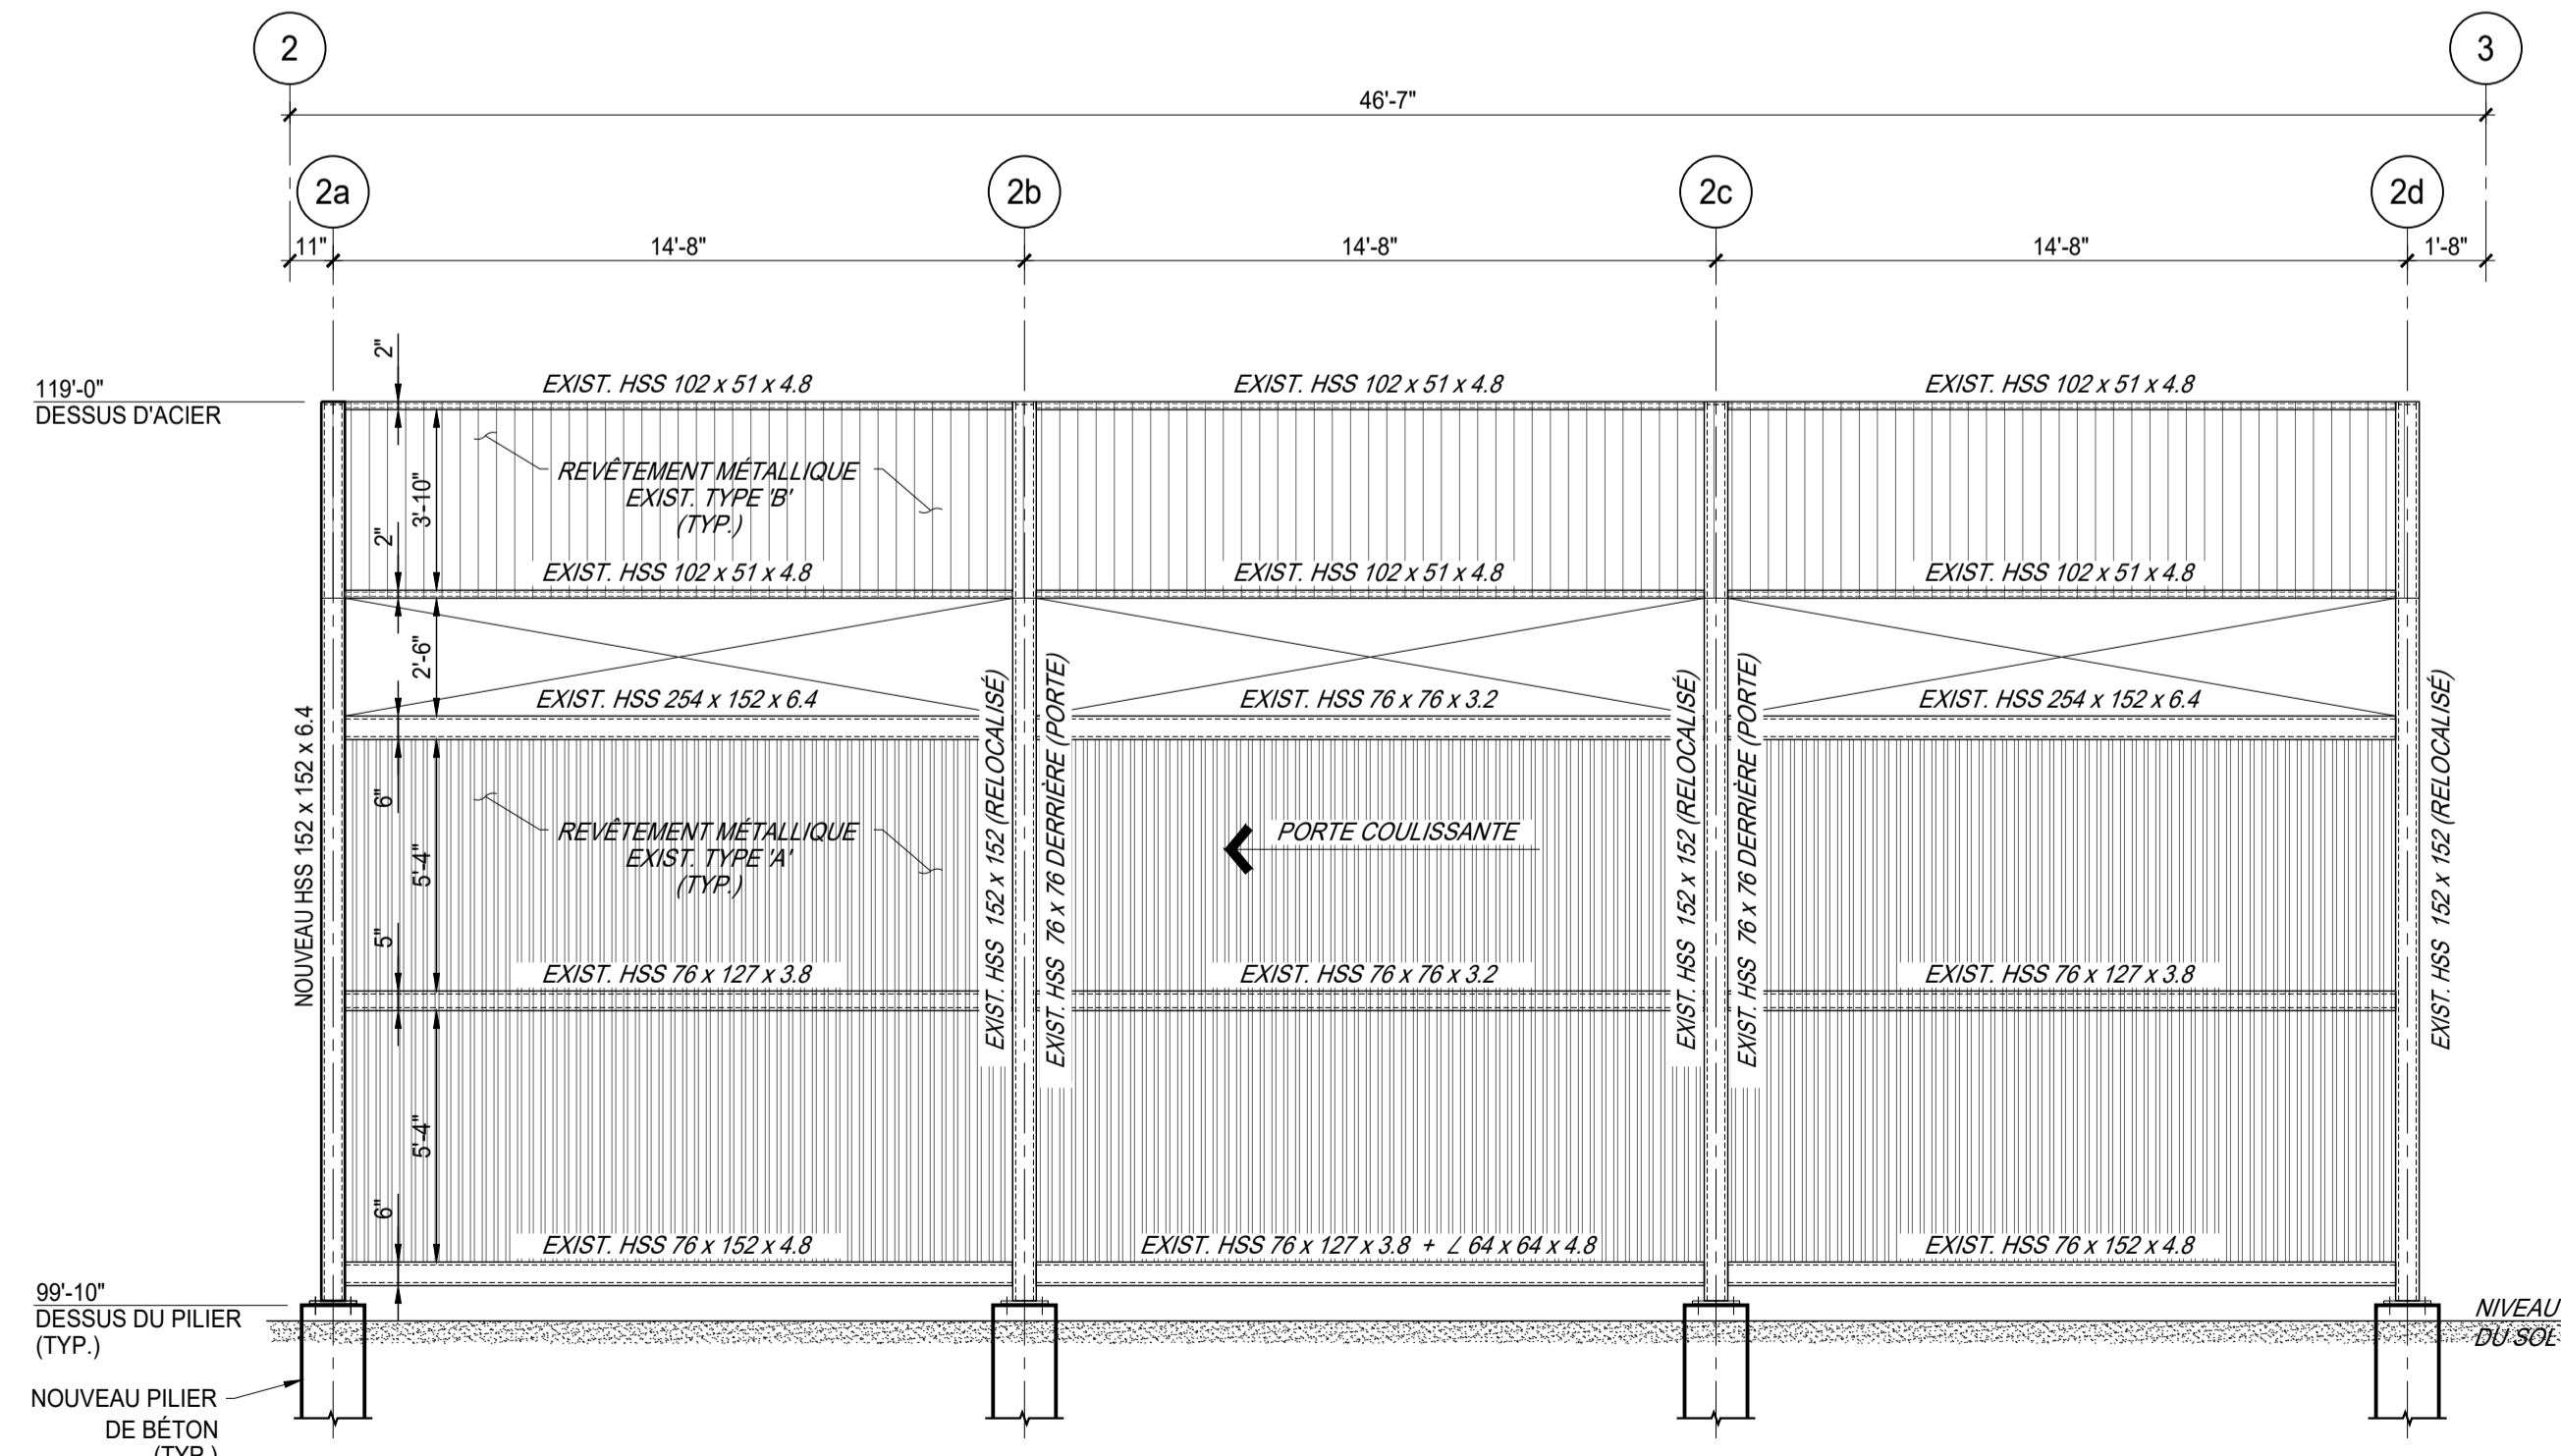 2
3
46'-7"
2a
2b
2c
2d
11"
14'-8"
14'-8"
14'-8"
1'-8"
2"
119'-0"
DESSUS D'ACIER
EXIST. HSS 102 x 51 x 4.8
EXIST. HSS 102 x 51 x 4.8
EXIST. HSS 102 x 51 x 4.8
3'-10"
REVÊTEMENT MÉTALLIQUE
EXIST. TYPE 'B'
(TYP.)
2"
EXIST. HSS 102 x 51 x 4.8
EXIST. HSS 102 x 51 x 4.8
EXIST. HSS 102 x 51 x 4.8
2'-6"
EXIST. HSS 254 x 152 x 6.4
EXIST. HSS 76 x 76 x 3.2
EXIST. HSS 254 x 152 x 6.4
NOUVEAU HSS 152 x 152 x 6.4
EXIST. HSS 152 x 152 (RELOCALISÉ)
EXIST. HSS 76 x 76 DERRIÈRE (PORTE)
EXIST. HSS 152 x 152 (RELOCALISÉ)
EXIST. HSS 76 x 76 DERRIÈRE (PORTE)
EXIST. HSS 152 x 152 (RELOCALISÉ)
6"
5'-4"
REVÊTEMENT MÉTALLIQUE
EXIST. TYPE 'A'
(TYP.)
PORTE COULISSANTE
5"
EXIST. HSS 76 x 127 x 3.8
EXIST. HSS 76 x 76 x 3.2
EXIST. HSS 76 x 127 x 3.8
5'-4"
6"
EXIST. HSS 76 x 152 x 4.8
EXIST. HSS 76 x 127 x 3.8 + ∠ 64 x 64 x 4.8
EXIST. HSS 76 x 152 x 4.8
99'-10"
DESSUS DU PILIER
(TYP.)
NIVEAU
DU SOL
NOUVEAU PILIER
DE BÉTON
(TYP.)